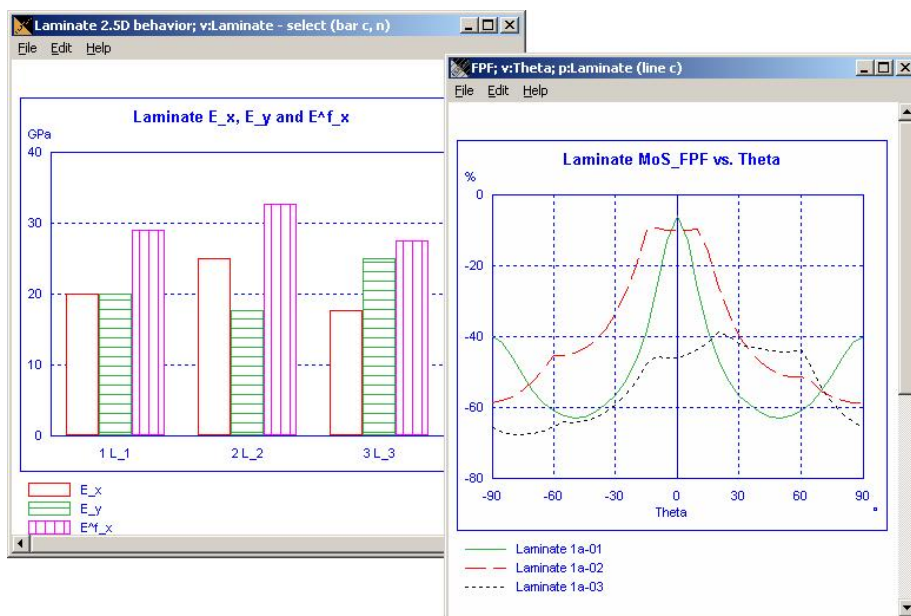 Laminate 2.5D behavior; v:Laminate - select (bar c, n)
File Edit Help
Laminate E_x, E_y and E^f_x
GPa
40
30
20
10
0
1 L_1 2 L_2 3 L_3
E_x
E_y
E^f_x
FPF; v:Theta; p:Laminate (line c)
File Edit Help
Laminate MoS_FPF vs. Theta
%
0
-20
-40
-60
-80
-90 -60 -30 0 30 60 90
Theta °
Laminate 1a-01
Laminate 1a-02
Laminate 1a-03